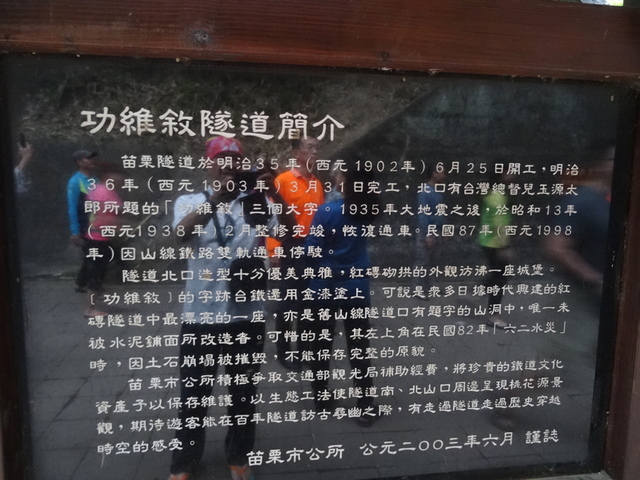 功維敘隧道簡介
苗栗隧道於明治35年(西元1902年)6月25日開工,明治
36年(西元1903年)3月31日完工,北口有台灣總督兒玉源太
郎所題的「功維敘」三個大字。1935年大地震之後,於昭和13年
(西元1938年)2月整修完竣,恢復通車。民國87年(西元1998
年)因山線鐵路雙軌通車停駛。
隧道北口造型十分優美典雅,紅磚砌拱的外觀彷彿一座城堡。
〔功維敘〕的字跡台鐵還用金漆塗上。可說是眾多日據時代興建的紅
磚隧道中最漂亮的一座,亦是舊山線隧道口有題字的山洞中,唯一未
被水泥鋪面所改造者。可惜的是,其左上角在民國82年「六二水災」
時,因土石崩塌被摧毀,不能保存完整的原貌。
苗栗市公所積極爭取交通部觀光局補助經費,將珍貴的鐵道文化
資產予以保存維護。以生態工法使隧道南、北山口周邊呈現桃花源景
觀,期待遊客能在百年隧道訪古尋幽之際,有走過隧道走過歷史穿越
時空的感受。
苗栗市公所 公元二OO三年六月 謹誌